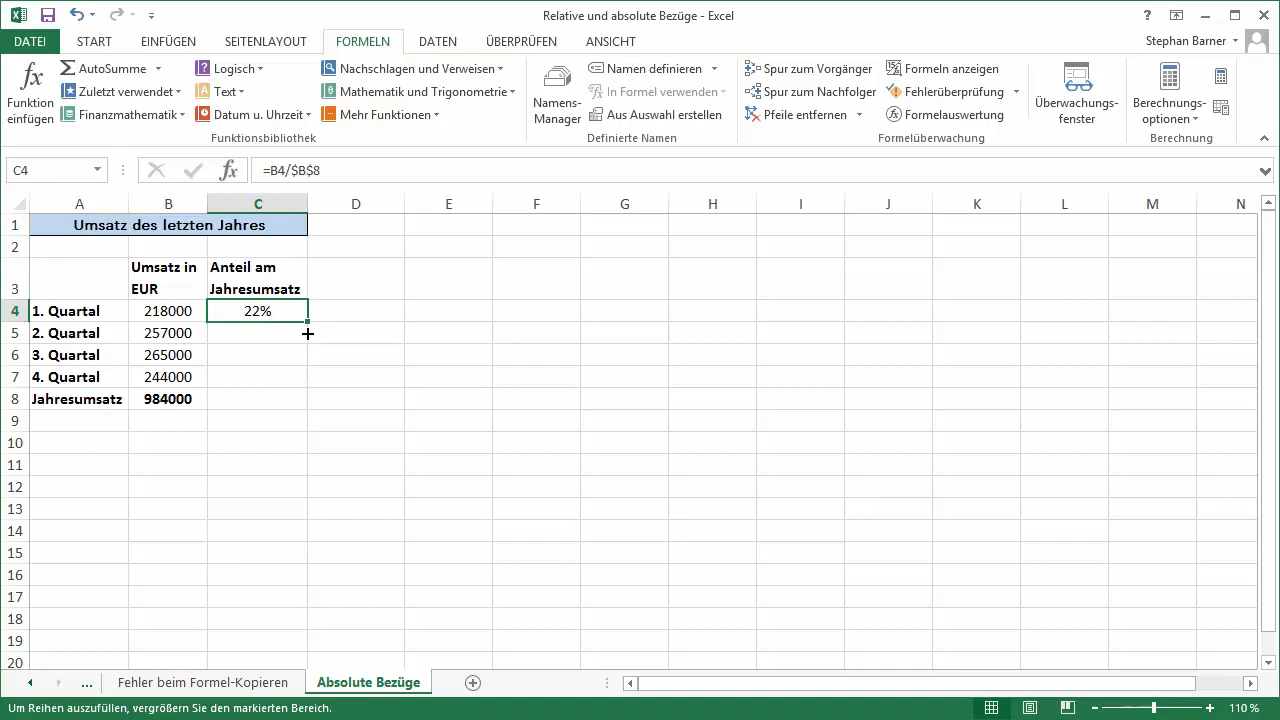 Relative und absolute Bezüge - Excel
?
DATEI START EINFÜGEN SEITENLAYOUT FORMELN DATEN ÜBERPRÜFEN ANSICHT Stephan Barner
fx Funktion einfügen
AutoSumme
Zuletzt verwendet
Finanzmathematik
Logisch
Text
Datum u. Uhrzeit
Nachschlagen und Verweisen
Mathematik und Trigonometrie
Mehr Funktionen
Funktionsbibliothek
Namens-
Manager
Namen definieren
In Formel verwenden
Aus Auswahl erstellen
Definierte Namen
Spur zum Vorgänger
Spur zum Nachfolger
Pfeile entfernen
Formeln anzeigen
Fehlerüberprüfung
Formelauswertung
Formelüberwachung
Überwachungs-
fenster
Berechnungs-
optionen
Berechnung
C4 fx =B4/$B$8
A B C D E F G H I J K L M N
1 Umsatz des letzten Jahres
2
Umsatz in Anteil am
3 EUR Jahresumsatz
4 1. Quartal 218000 22%
5 2. Quartal 257000
6 3. Quartal 265000
7 4. Quartal 244000
8 Jahresumsatz 984000
9
10
11
12
13
14
15
16
17
18
19
20
... Fehler beim Formel-Kopieren Absolute Bezüge
Um Reihen auszufüllen, vergrößern Sie den markierten Bereich. 110 %